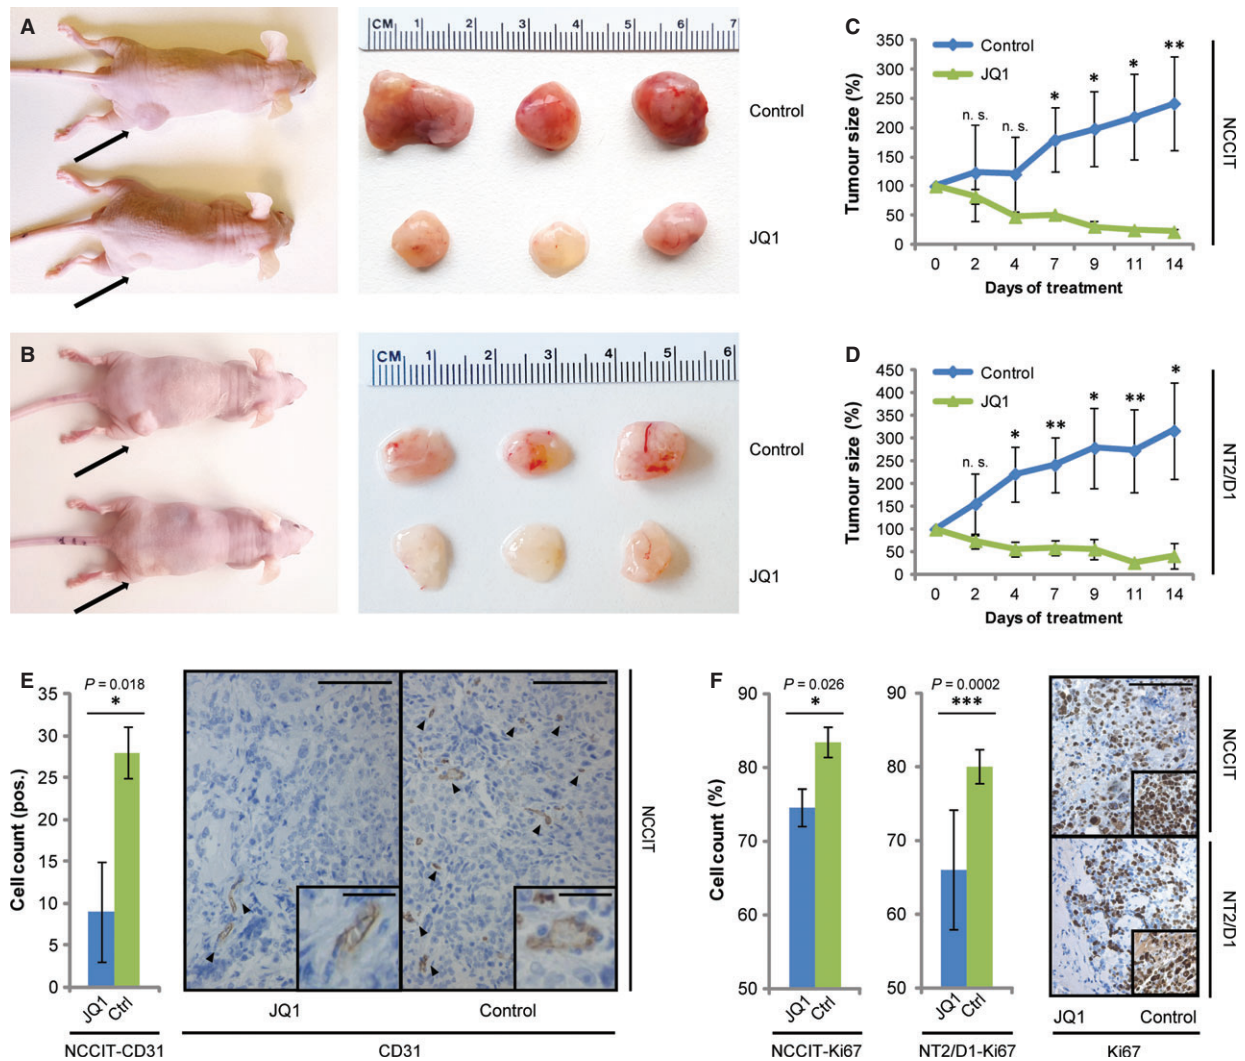 A
CM 1 2 3 4 5 6 7
Control
JQ1
C
Control
JQ1
350
300
250
200
150
100
50
0
Tumour size (%)
n. s.
n. s.
*
*
*
**
0 2 4 7 9 11 14
Days of treatment
NCCIT
B
CM 1 2 3 4 5 6
Control
JQ1
D
Control
JQ1
450
400
350
300
250
200
150
100
50
0
Tumour size (%)
n. s.
*
**
*
**
*
0 2 4 7 9 11 14
Days of treatment
NT2/D1
E
P = 0.018
*
35
30
25
20
15
10
5
0
Cell count (pos.)
JQ1 Ctrl
NCCIT-CD31
JQ1 Control
CD31
NCCIT
F
P = 0.026
*
90
80
70
60
50
Cell count (%)
JQ1 Ctrl
NCCIT-Ki67
P = 0.0002
***
90
80
70
60
50
JQ1 Ctrl
NT2/D1-Ki67
NCCIT
NT2/D1
JQ1 Control
Ki67